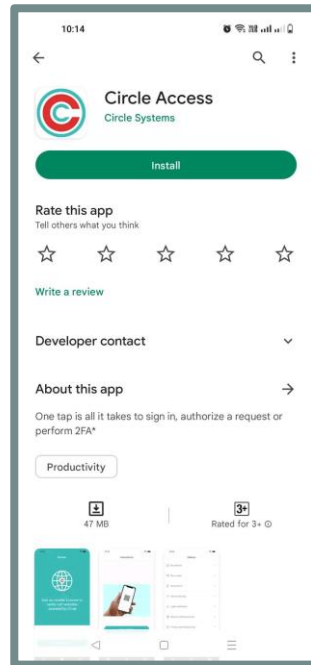 10:14
Circle Access
Circle Systems
Install
Rate this app
Tell others what you think
Write a review
Developer contact
About this app
One tap is all it takes to sign in, authorize a request or
perform 2FA*
Productivity
3+
47 MB
Rated for 3+